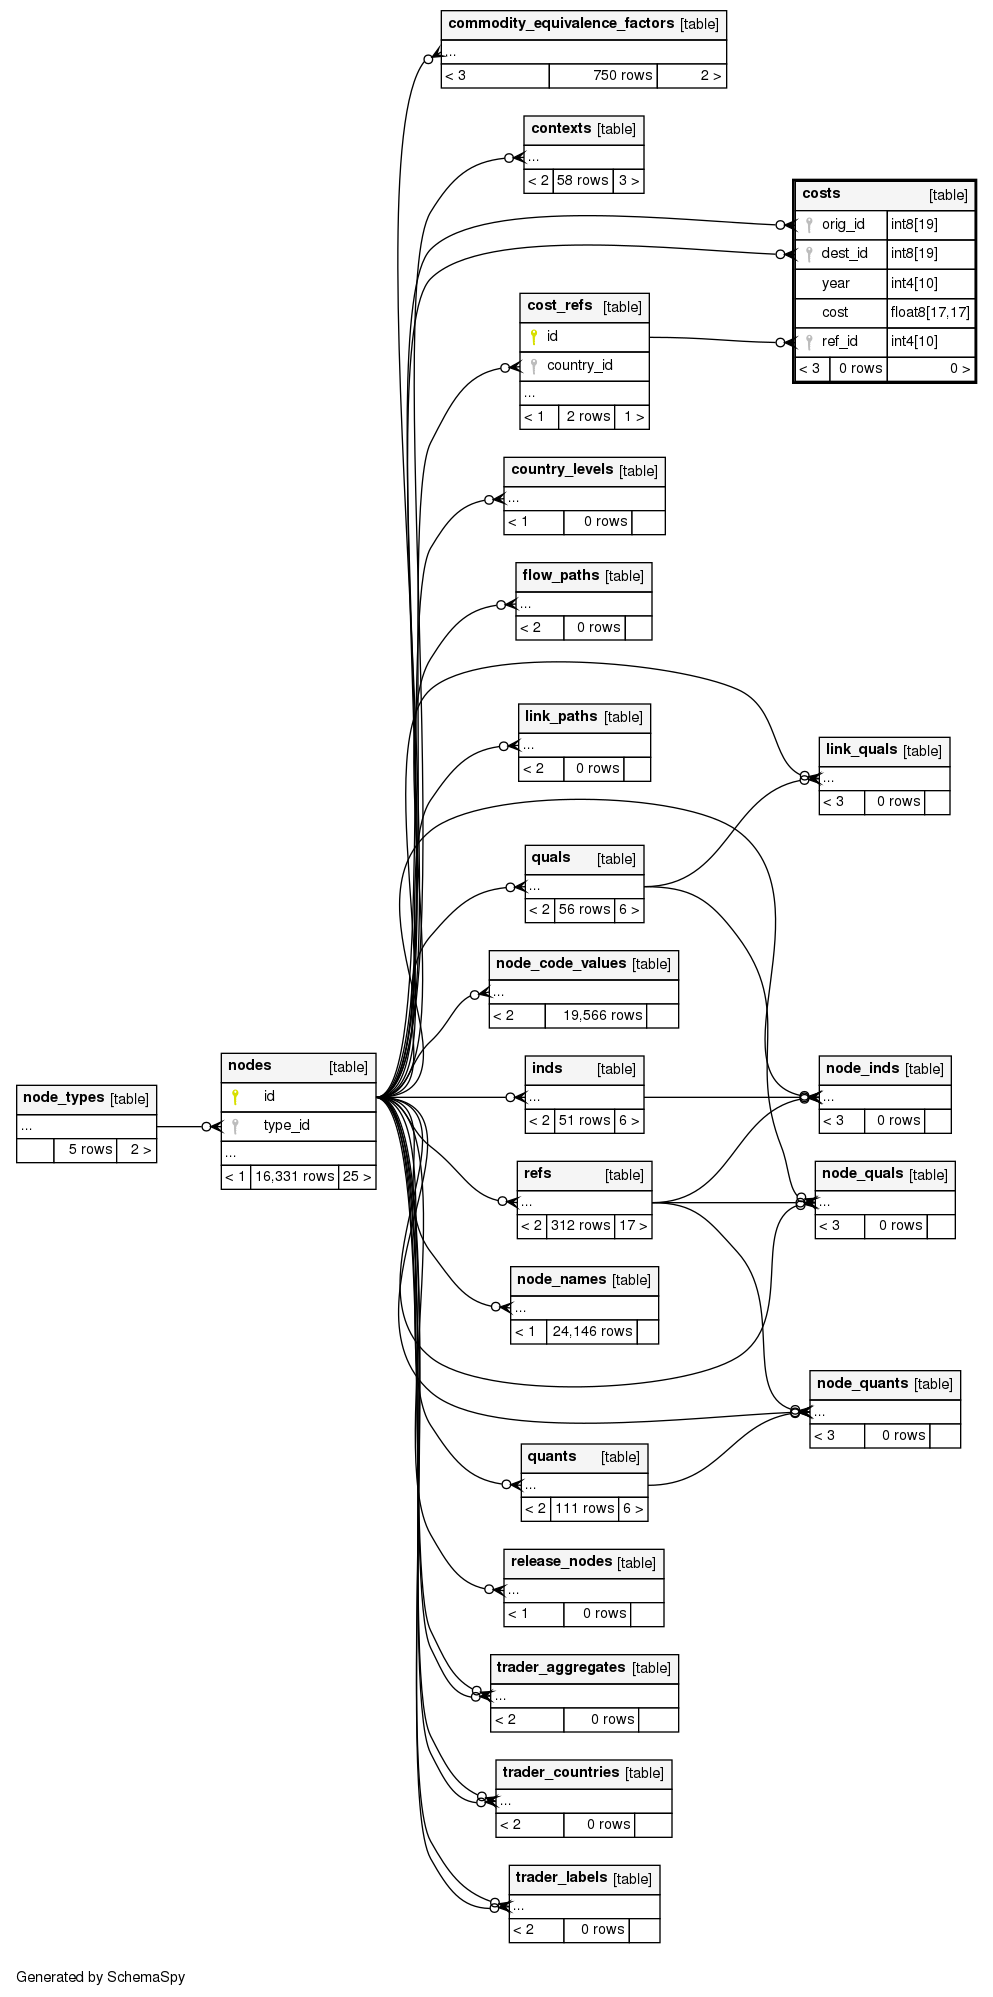 commodity_equivalence_factors [table]
...
< 3 750 rows 2 >
contexts [table]
...
< 2 58 rows 3 >
costs [table]
orig_id int8[19]
dest_id int8[19]
year int4[10]
cost float8[17,17]
ref_id int4[10]
< 3 0 rows 0 >
cost_refs [table]
id
country_id
...
< 1 2 rows 1 >
country_levels [table]
...
< 1 0 rows
flow_paths [table]
...
< 2 0 rows
link_paths [table]
...
< 2 0 rows
link_quals [table]
...
< 3 0 rows
quals [table]
...
< 2 56 rows 6 >
node_code_values [table]
...
< 2 19,566 rows
nodes [table]
id
type_id
...
< 1 16,331 rows 25 >
node_types [table]
...
5 rows 2 >
inds [table]
...
< 2 51 rows 6 >
node_inds [table]
...
< 3 0 rows
refs [table]
...
< 2 312 rows 17 >
node_quals [table]
...
< 3 0 rows
node_names [table]
...
< 1 24,146 rows
node_quants [table]
...
< 3 0 rows
quants [table]
...
< 2 111 rows 6 >
release_nodes [table]
...
< 1 0 rows
trader_aggregates [table]
...
< 2 0 rows
trader_countries [table]
...
< 2 0 rows
trader_labels [table]
...
< 2 0 rows
Generated by SchemaSpy